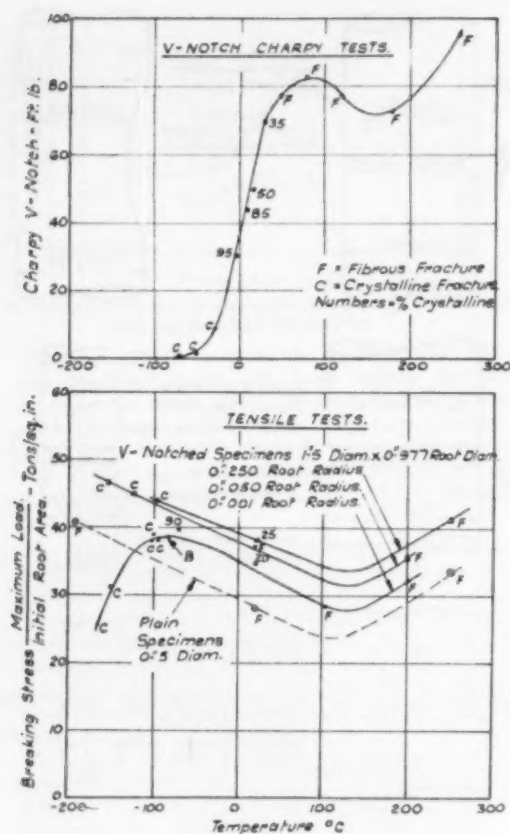 V-NOTCH CHARPY TESTS.
Charpy V-Notch - Ft. lb.
100
80
60
40
20
0
F
F
F
F
F
35
50
85
95
C
C
C
F = Fibrous Fracture
C = Crystalline Fracture
Numbers = % Crystalline
-100 0 100 200 300
TENSILE TESTS.
V-Notched Specimens 1"5 Diam. x 0"977 Root Diam.
0"250 Root Radius.
0"050 Root Radius.
0"001 Root Radius.
Breaking Stress Maximum Load. - Tons/sq.in.
Initial Root Area.
60
50
40
30
20
10
0
C
C
C
C
90
25
CC
B
F
F
F
F
F
F
C
C
Plain
Specimens
0"5 Diam.
-200 -100 0 100 200 300
Temperature °C